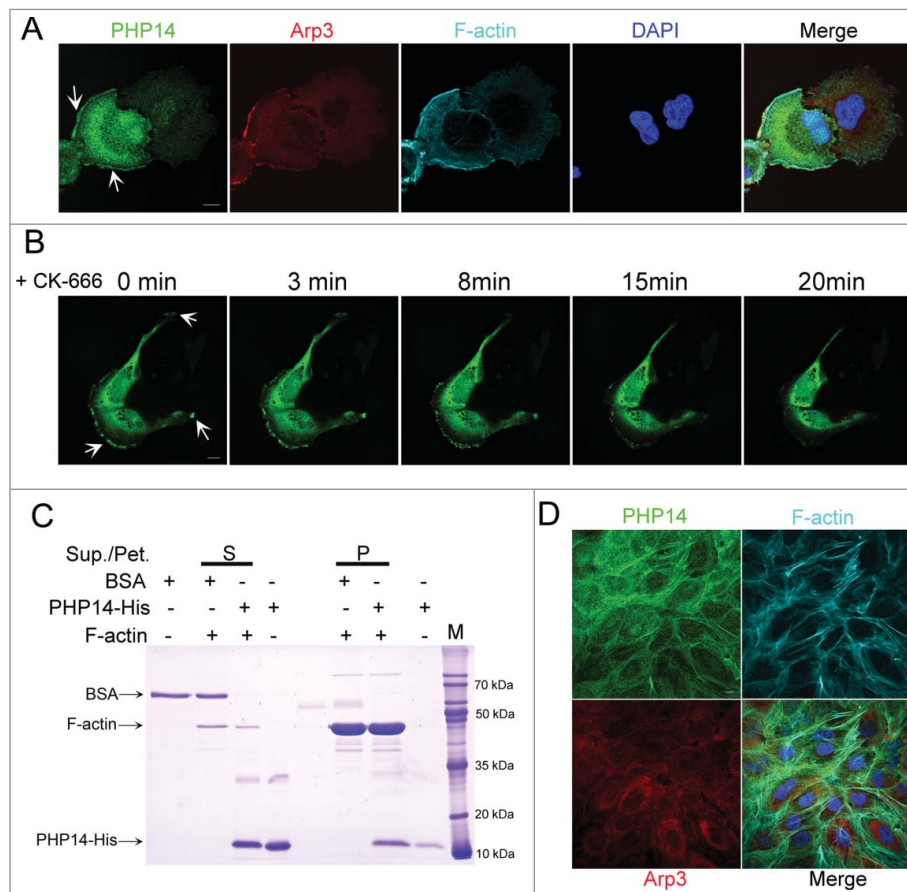 A
PHP14 Arp3 F-actin DAPI Merge
B
+ CK-666 0 min 3 min 8min 15min 20min
C
Sup./Pet. S P
BSA + + - - + - -
PHP14-His - - + + - + +
F-actin - + + - + + - M
BSA
F-actin
PHP14-His
70 kDa
50 kDa
35 kDa
20 kDa
10 kDa
D
PHP14 F-actin
Arp3 Merge